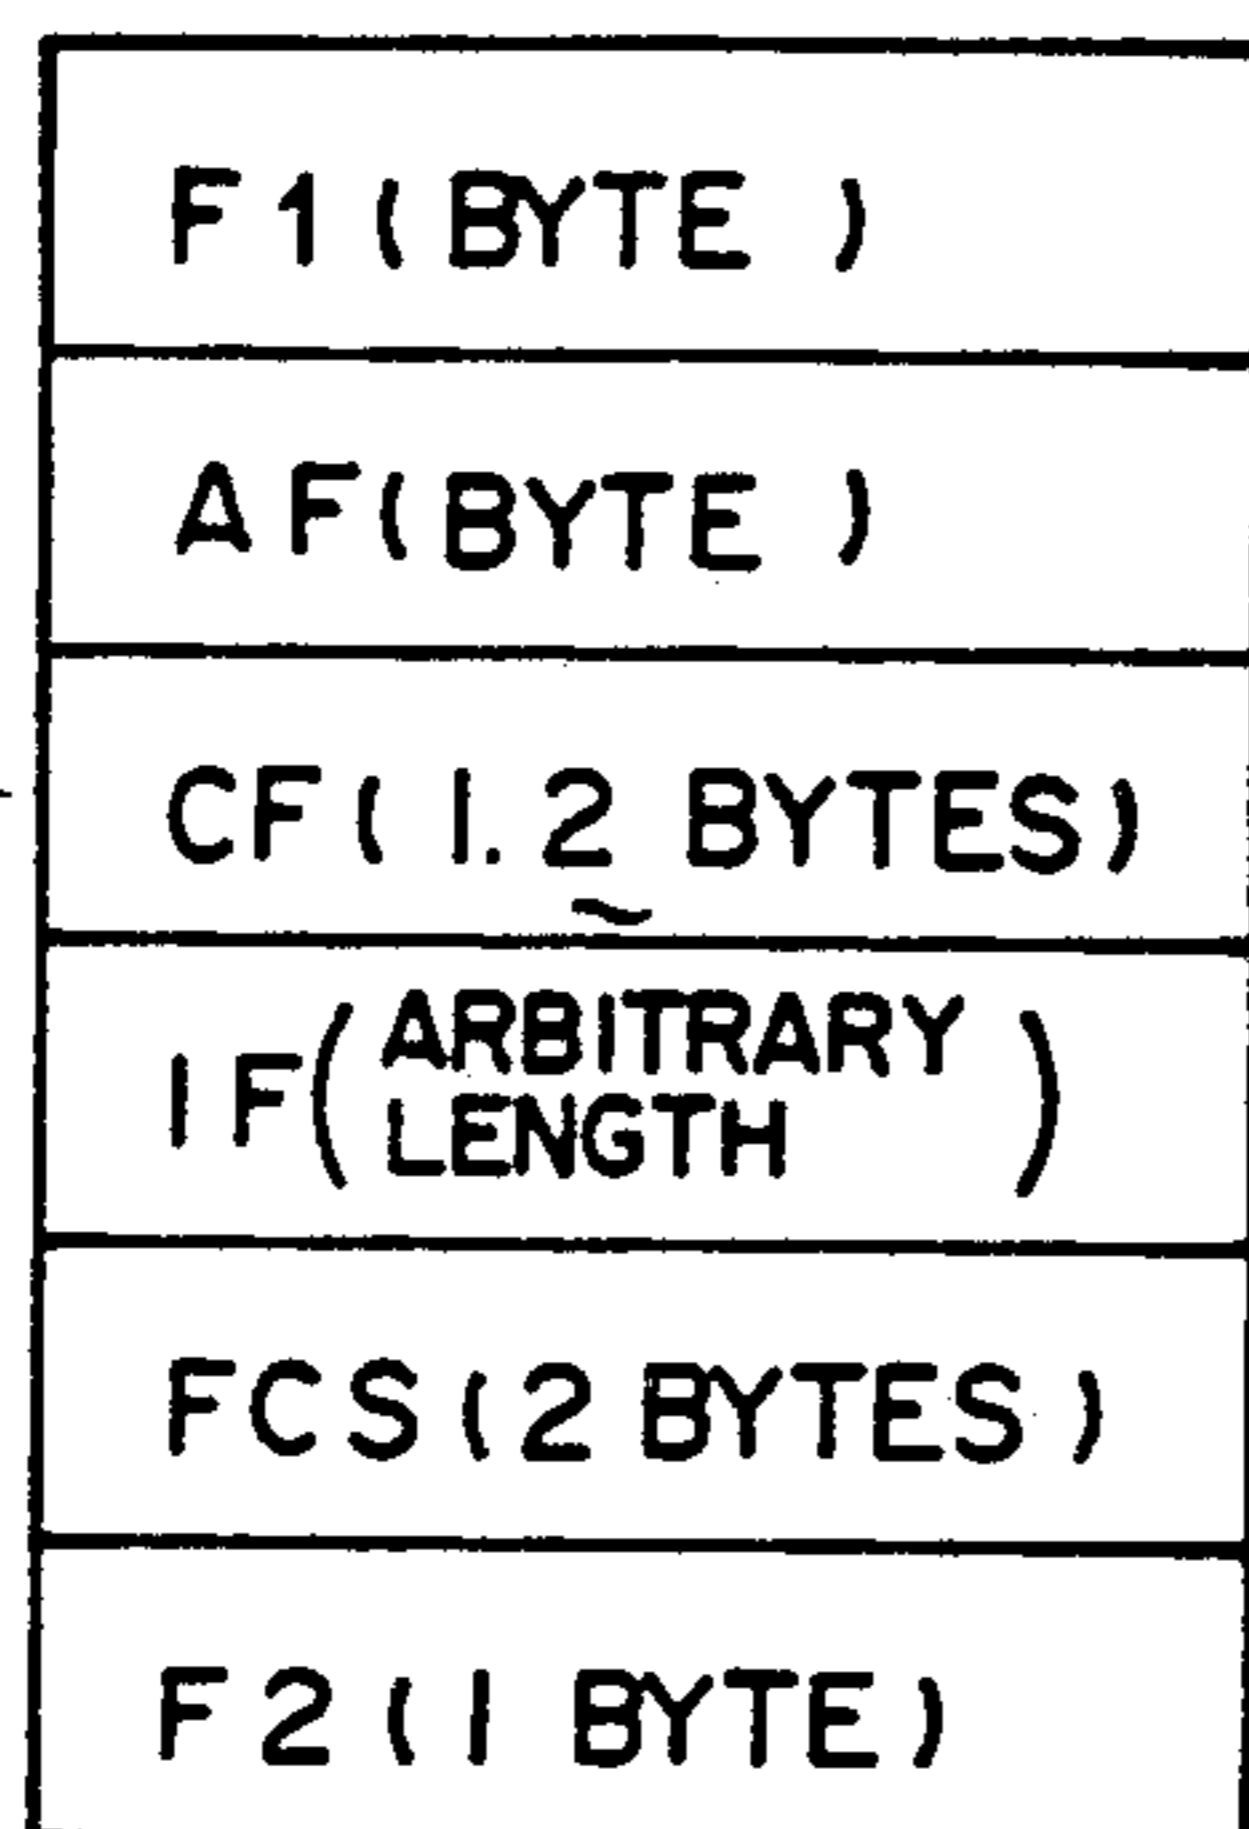 F1 (BYTE )
AF (BYTE )
CF ( 1. 2 BYTES)
~
IF ( ARBITRARY
LENGTH )
FCS (2 BYTES )
F2 (1 BYTE)